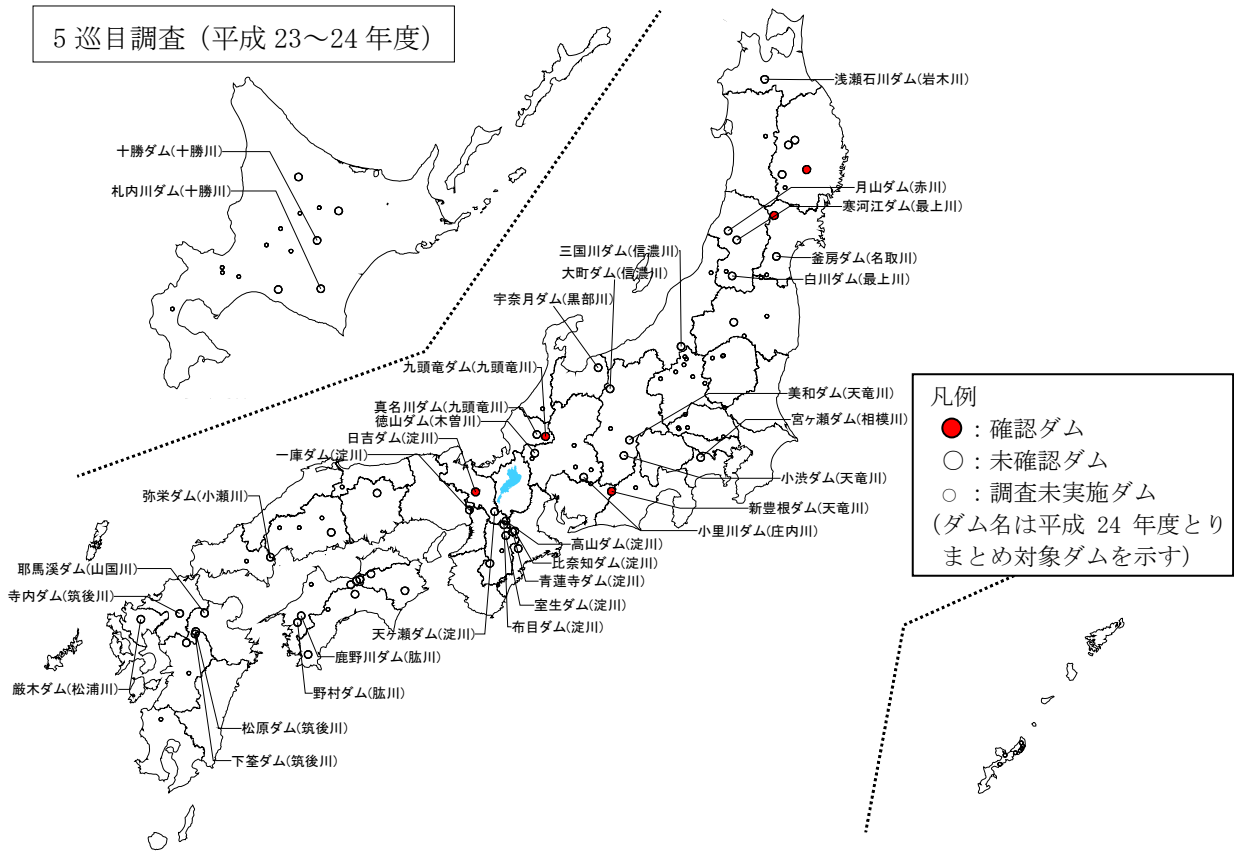 5 巡目調査（平成 23～24 年度）
浅瀬石川ダム(岩木川)
十勝ダム(十勝川)
札内川ダム(十勝川)
月山ダム(赤川)
寒河江ダム(最上川)
三国川ダム(信濃川)
釜房ダム(名取川)
大町ダム(信濃川)
白川ダム(最上川)
宇奈月ダム(黒部川)
九頭竜ダム(九頭竜川)
美和ダム(天竜川)
真名川ダム(九頭竜川)
宮ヶ瀬ダム(相模川)
徳山ダム(木曽川)
日吉ダム(淀川)
一庫ダム(淀川)
小渋ダム(天竜川)
弥栄ダム(小瀬川)
新豊根ダム(天竜川)
小里川ダム(庄内川)
高山ダム(淀川)
比奈知ダム(淀川)
耶馬溪ダム(山国川)
青蓮寺ダム(淀川)
寺内ダム(筑後川)
室生ダム(淀川)
布目ダム(淀川)
天ヶ瀬ダム(淀川)
鹿野川ダム(肱川)
厳木ダム(松浦川)
野村ダム(肱川)
松原ダム(筑後川)
下筌ダム(筑後川)
凡例
：確認ダム
：未確認ダム
：調査未実施ダム
(ダム名は平成 24 年度とり
まとめ対象ダムを示す)